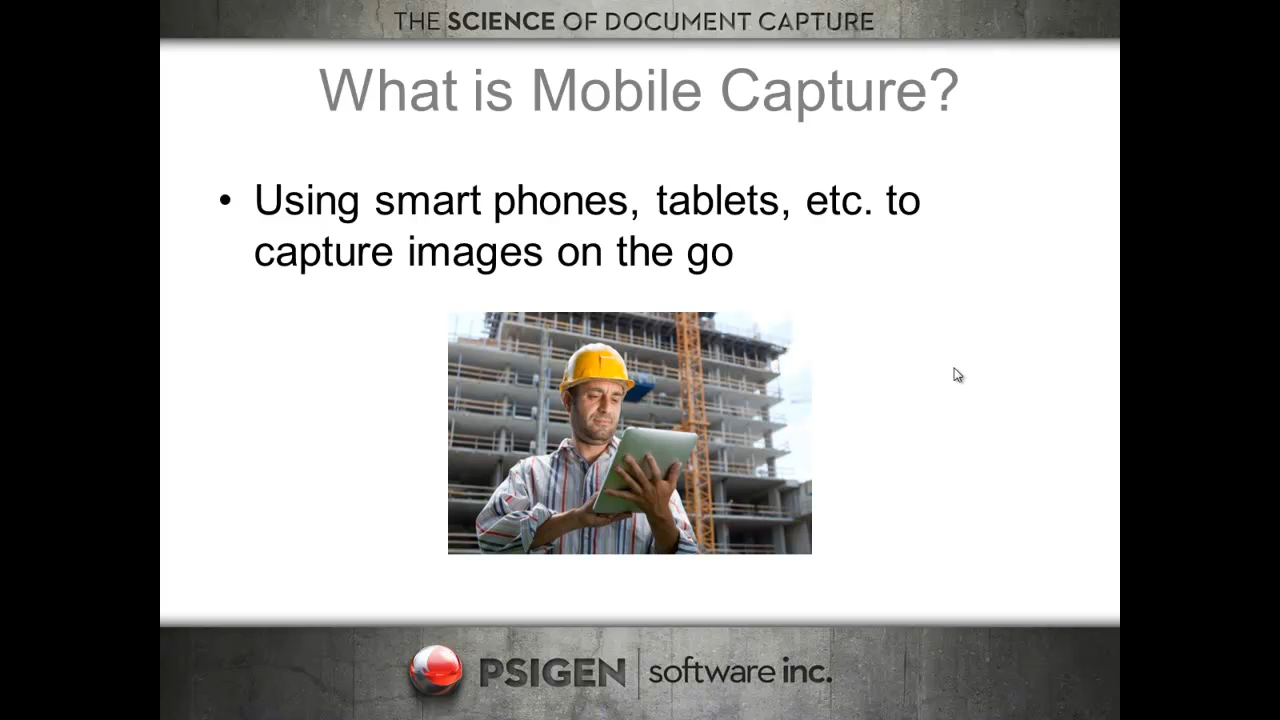 THE SCIENCE OF DOCUMENT CAPTURE
What is Mobile Capture?
• Using smart phones, tablets, etc. to
capture images on the go
PSIGEN software inc.